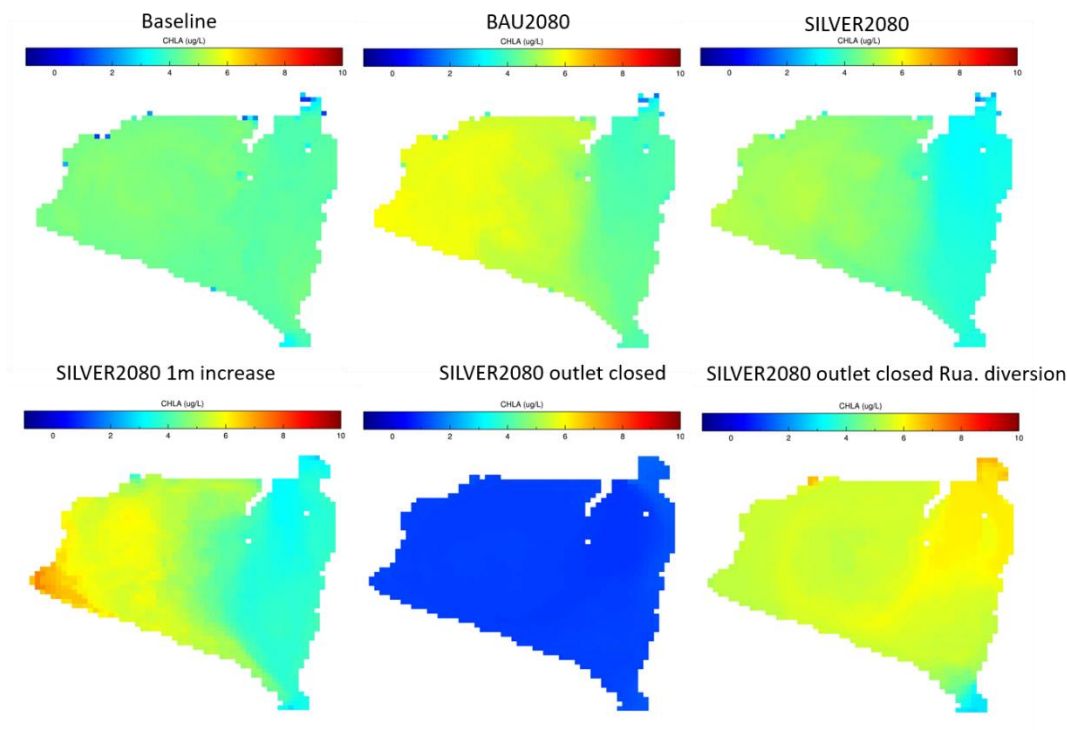 Baseline
BAU2080
SILVER2080
CHLA (ug/L)
CHLA (ug/L)
CHLA (ug/L)
0 2 4 6 8 10
0 2 4 6 8 10
0 2 4 6 8 10
SILVER2080 1m increase
SILVER2080 outlet closed
SILVER2080 outlet closed Rua. diversion
CHLA (ug/L)
CHLA (ug/L)
CHLA (ug/L)
0 2 4 6 8 10
0 2 4 6 8 10
0 2 4 6 8 10